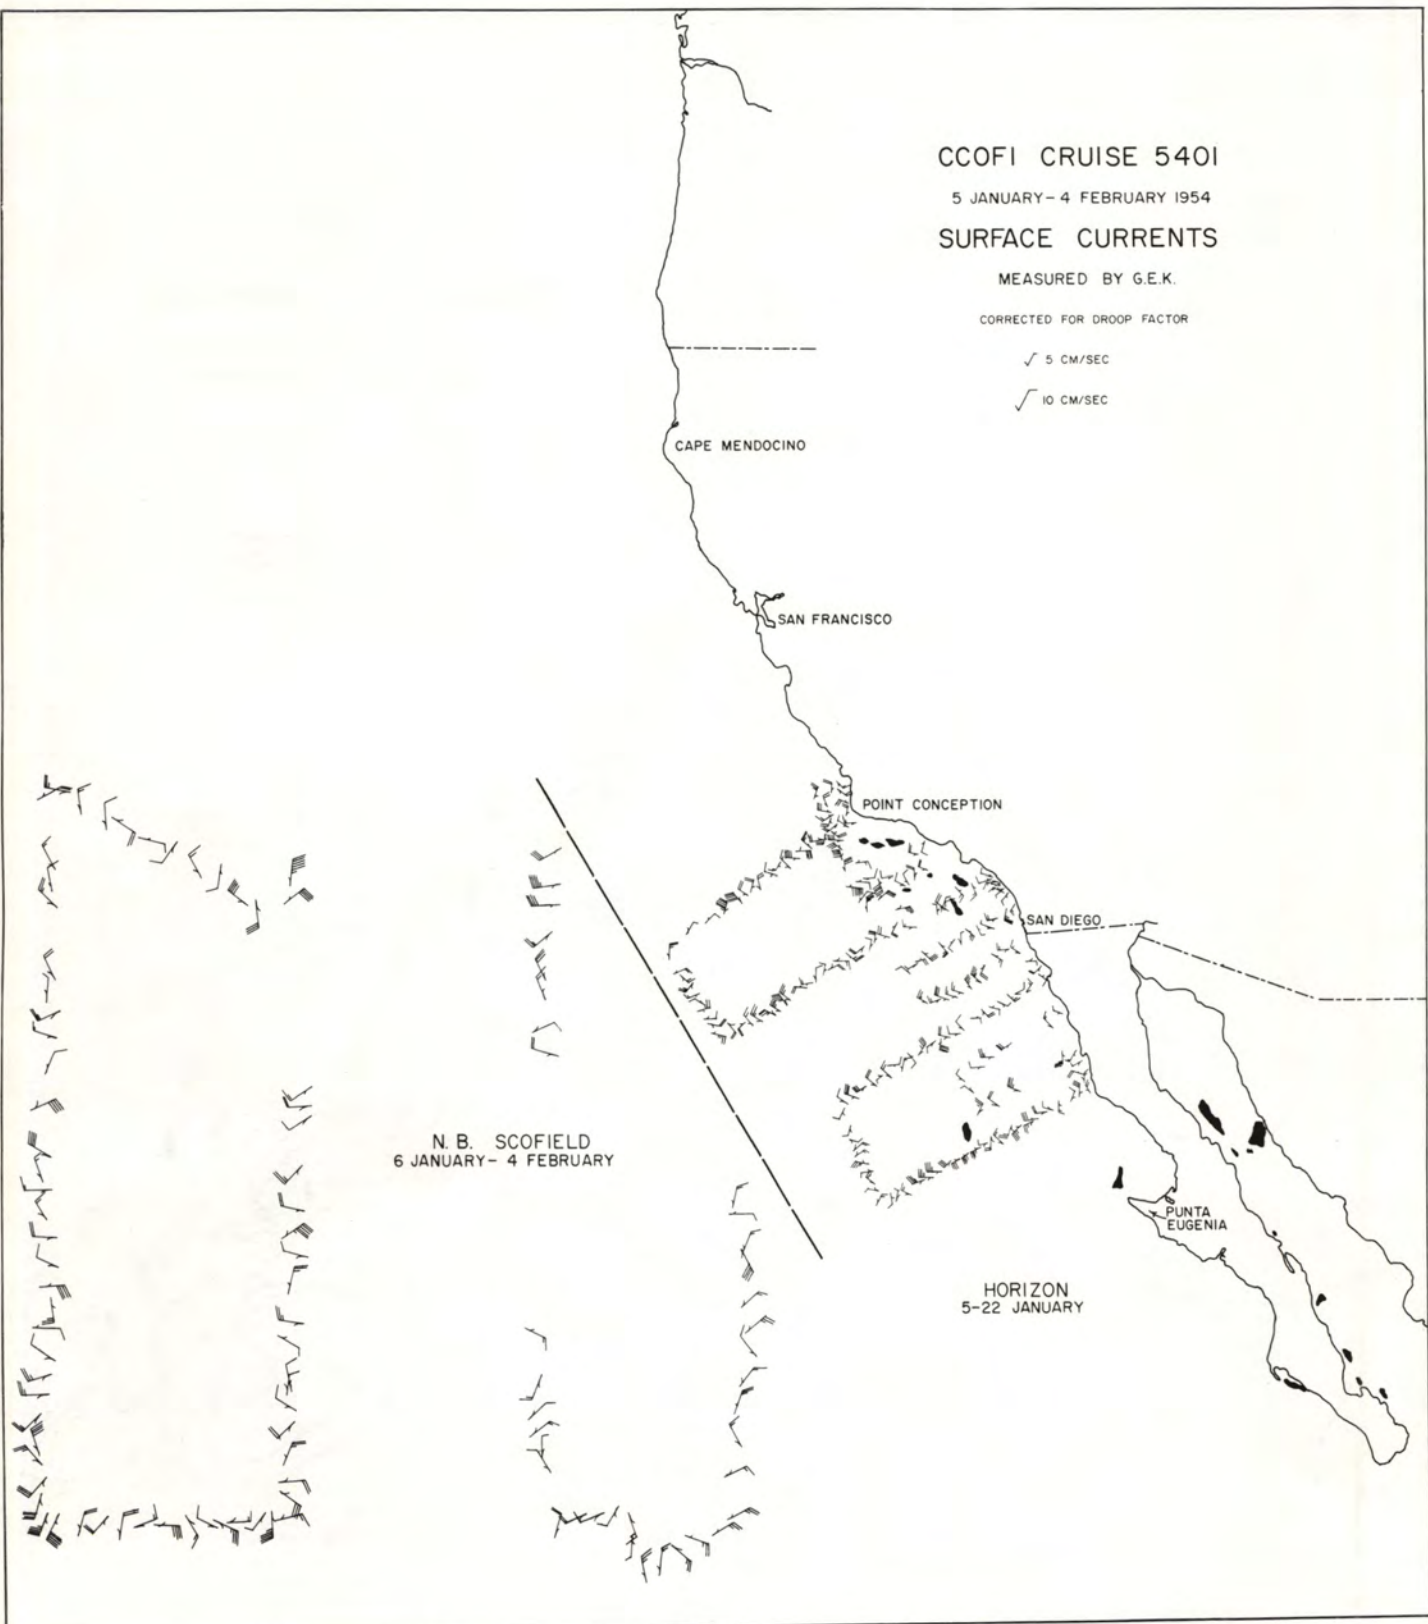 CCOFI CRUISE 5401
5 JANUARY – 4 FEBRUARY 1954
SURFACE CURRENTS
MEASURED BY G.E.K.
CORRECTED FOR DROOP FACTOR
5 CM/SEC
10 CM/SEC
CAPE MENDOCINO
SAN FRANCISCO
POINT CONCEPTION
SAN DIEGO
N. B. SCOFIELD
6 JANUARY – 4 FEBRUARY
PUNTA
EUGENIA
HORIZON
5-22 JANUARY